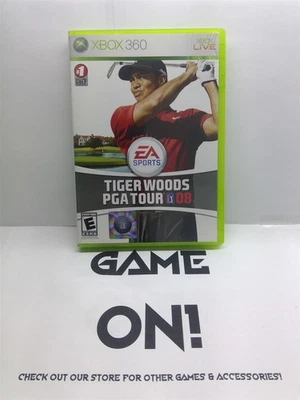 XBOX 360
LIVE
#1
EA
SPORTS
TIGER WOODS
PGA TOUR 08
E
GAME
ON!
CHECK OUT OUR STORE FOR OTHER GAMES & ACCESSORIES!